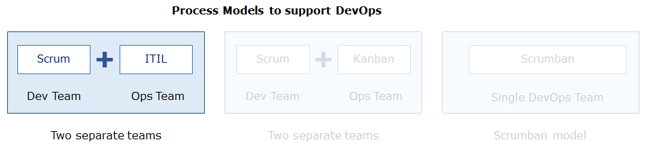 Process Models to support DevOps
Scrum
ITIL
Dev Team
Ops Team
Two separate teams
Scrum
Kanban
Dev Team
Ops Team
Two separate teams
Scrumban
Single DevOps Team
Scrumban model